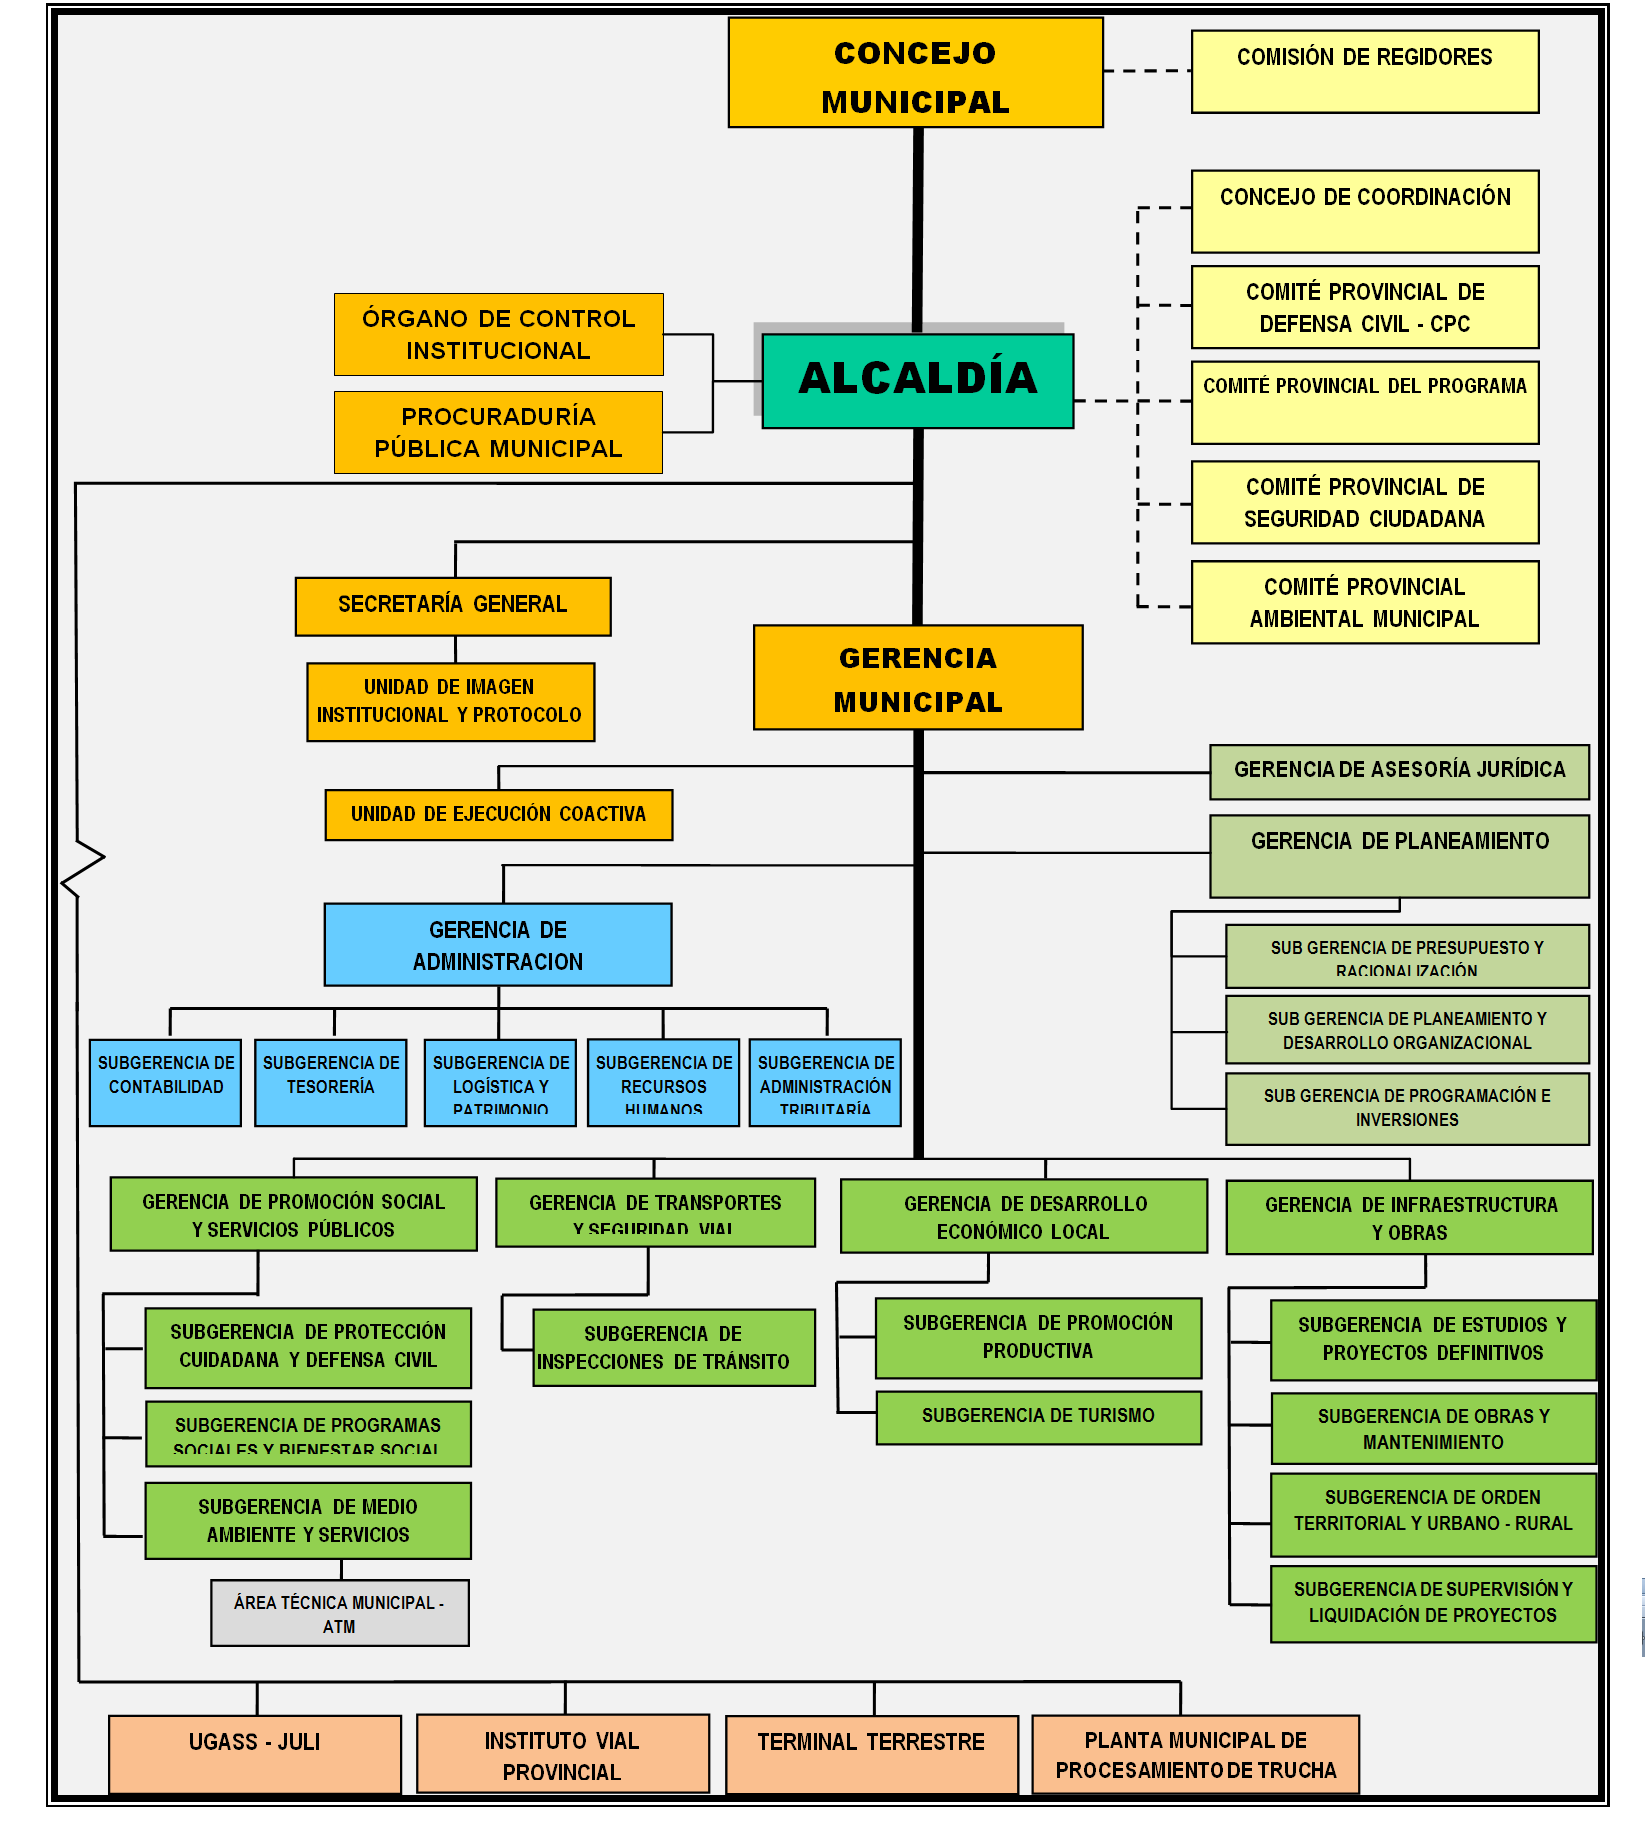 CONCEJO
MUNICIPAL
COMISIÓN DE REGIDORES
CONCEJO DE COORDINACIÓN
COMITÉ PROVINCIAL DE
DEFENSA CIVIL - CPC
COMITÉ PROVINCIAL DEL PROGRAMA
COMITÉ PROVINCIAL DE
SEGURIDAD CIUDADANA
COMITÉ PROVINCIAL
AMBIENTAL MUNICIPAL
ÓRGANO DE CONTROL
INSTITUCIONAL
PROCURADURÍA
PÚBLICA MUNICIPAL
ALCALDÍA
SECRETARÍA GENERAL
UNIDAD DE IMAGEN
INSTITUCIONAL Y PROTOCOLO
GERENCIA
MUNICIPAL
UNIDAD DE EJECUCIÓN COACTIVA
GERENCIA DE ASESORÍA JURÍDICA
GERENCIA DE PLANEAMIENTO
SUB GERENCIA DE PRESUPUESTO Y
RACIONALIZACIÓN
SUB GERENCIA DE PLANEAMIENTO Y
DESARROLLO ORGANIZACIONAL
SUB GERENCIA DE PROGRAMACIÓN E
INVERSIONES
GERENCIA DE
ADMINISTRACION
SUBGERENCIA DE
CONTABILIDAD
SUBGERENCIA DE
TESORERÍA
SUBGERENCIA DE
LOGÍSTICA Y
PATRIMONIO
SUBGERENCIA DE
RECURSOS
HUMANOS
SUBGERENCIA DE
ADMINISTRACIÓN
TRIBUTARÍA
GERENCIA DE PROMOCIÓN SOCIAL
Y SERVICIOS PÚBLICOS
SUBGERENCIA DE PROTECCIÓN
CUIDADANA Y DEFENSA CIVIL
SUBGERENCIA DE PROGRAMAS
SOCIALES Y BIENESTAR SOCIAL
SUBGERENCIA DE MEDIO
AMBIENTE Y SERVICIOS
ÁREA TÉCNICA MUNICIPAL -
ATM
GERENCIA DE TRANSPORTES
Y SEGURIDAD VIAL
SUBGERENCIA DE
INSPECCIONES DE TRÁNSITO
GERENCIA DE DESARROLLO
ECONÓMICO LOCAL
SUBGERENCIA DE PROMOCIÓN
PRODUCTIVA
SUBGERENCIA DE TURISMO
GERENCIA DE INFRAESTRUCTURA
Y OBRAS
SUBGERENCIA DE ESTUDIOS Y
PROYECTOS DEFINITIVOS
SUBGERENCIA DE OBRAS Y
MANTENIMIENTO
SUBGERENCIA DE ORDEN
TERRITORIAL Y URBANO - RURAL
SUBGERENCIA DE SUPERVISIÓN Y
LIQUIDACIÓN DE PROYECTOS
UGASS - JULI
INSTITUTO VIAL
PROVINCIAL
TERMINAL TERRESTRE
PLANTA MUNICIPAL DE
PROCESAMIENTO DE TRUCHA